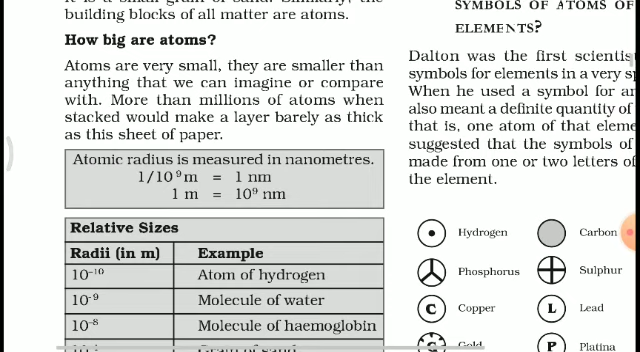 building blocks of all matter are atoms.
How big are atoms?
Atoms are very small, they are smaller than
anything that we can imagine or compare
with. More than millions of atoms when
stacked would make a layer barely as thick
as this sheet of paper.
Atomic radius is measured in nanometres.
1/10⁹m = 1 nm
1 m = 10⁹ nm
Relative Sizes
Radii (in m) Example
10⁻¹⁰ Atom of hydrogen
10⁻⁹ Molecule of water
10⁻⁸ Molecule of haemoglobin
Grain of sand
SYMBOLS OF ATOMS OF
ELEMENTS?
Dalton was the first scientist
symbols for elements in a very
When he used a symbol for
also meant a definite quantity of
that is, one atom of that
suggested that the symbols of
made from one or two letters of
the element.
Hydrogen Carbon
Phosphorus Sulphur
C Copper L Lead
G Gold P Platina